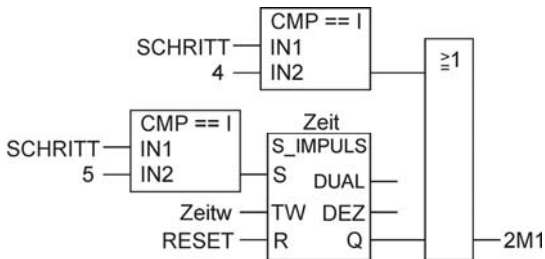 CMP == I
SCHRITT IN1
4 IN2
≥1
CMP == I
SCHRITT IN1
5 IN2
Zeit
S_IMPULS
S DUAL
Zeitw TW DEZ
RESET R Q
2M1